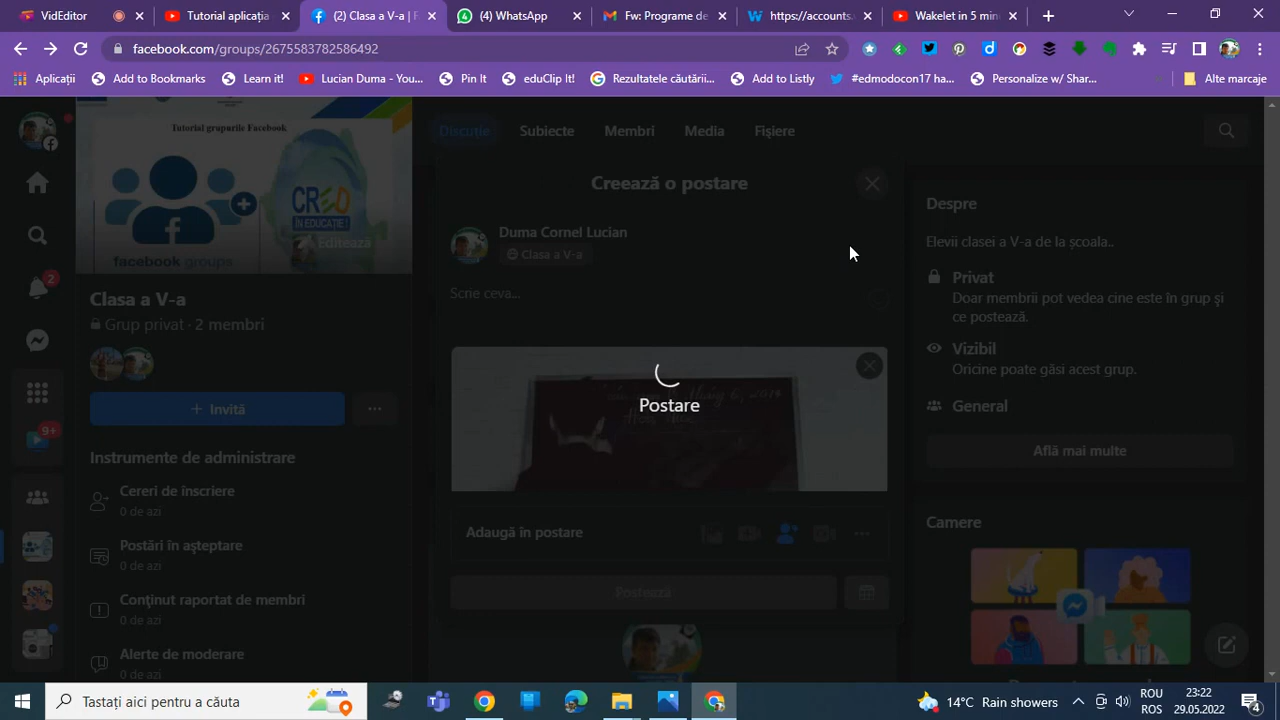 VidEditor
Tutorial aplicația
(2) Clasa a V-a | F
(4) WhatsApp
Fw: Programe de
https://accounts.
Wakelet in 5 min
facebook.com/groups/2675583782586492
Aplicații
Add to Bookmarks
Learn it!
Lucian Duma - You...
Pin It
eduClip It!
Rezultatele căutării...
Add to Listly
#edmodocon17 ha...
Personalize w/ Shar...
Alte marcaje
Tutorial grupurile Facebook
CRED
ÎN EDUCAȚIE !
Editează
facebook groups
Clasa a V-a
Grup privat · 2 membri
+ Invită
Instrumente de administrare
Cereri de înscriere
0 de azi
Postări în așteptare
0 de azi
Conținut raportat de membri
0 de azi
Alerte de moderare
0 de azi
2
9+
Discuție
Subiecte
Membri
Media
Fișiere
Creează o postare
Duma Cornel Lucian
Clasa a V-a
Scrie ceva...
Postare
Adaugă în postare
Postează
Despre
Elevii clasei a V-a de la școala..
Privat
Doar membrii pot vedea cine este în grup și
ce postează.
Vizibil
Oricine poate găsi acest grup.
General
Află mai multe
Camere
Tastați aici pentru a căuta
14°C Rain showers
ROU
ROS
23:22
29.05.2022
4